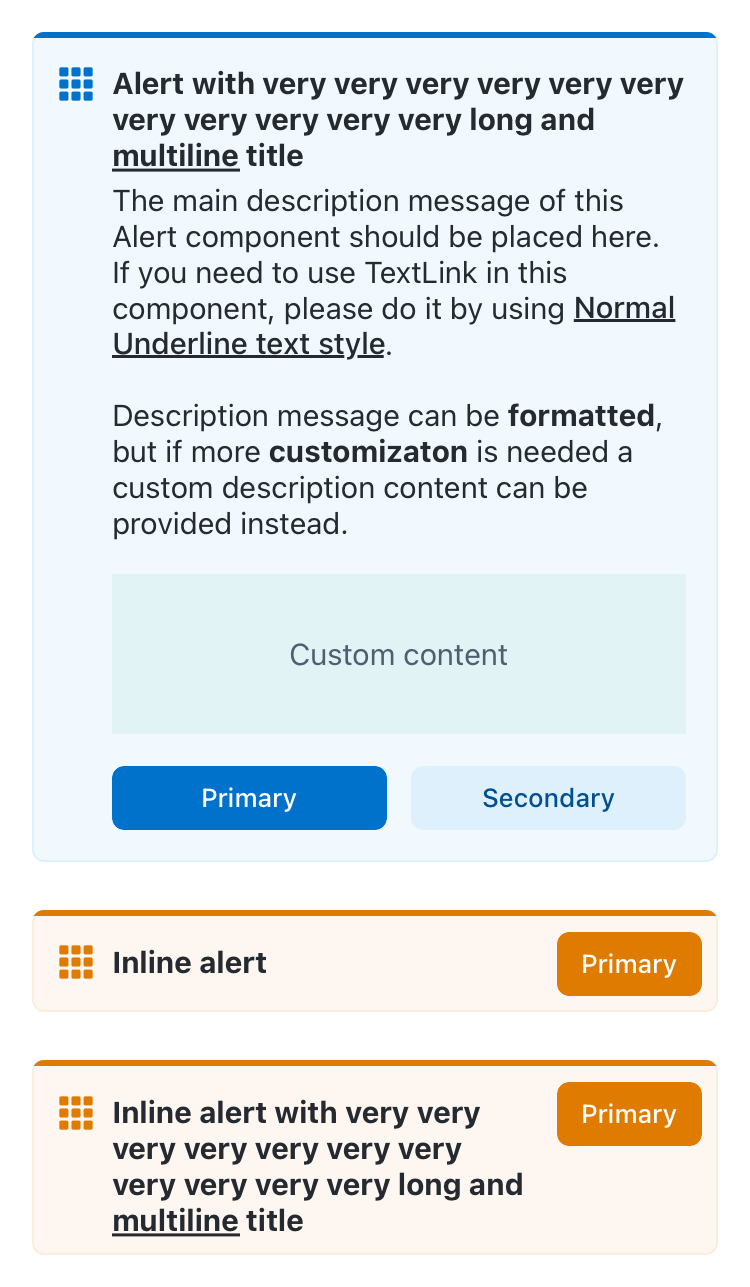 Alert with very very very very very very
very very very very very long and
multiline title
The main description message of this
Alert component should be placed here.
If you need to use TextLink in this
component, please do it by using Normal
Underline text style.
Description message can be formatted,
but if more customizaton is needed a
custom description content can be
provided instead.
Custom content
Primary
Secondary
Inline alert
Primary
Inline alert with very very
very very very very very
very very very very long and
multiline title
Primary